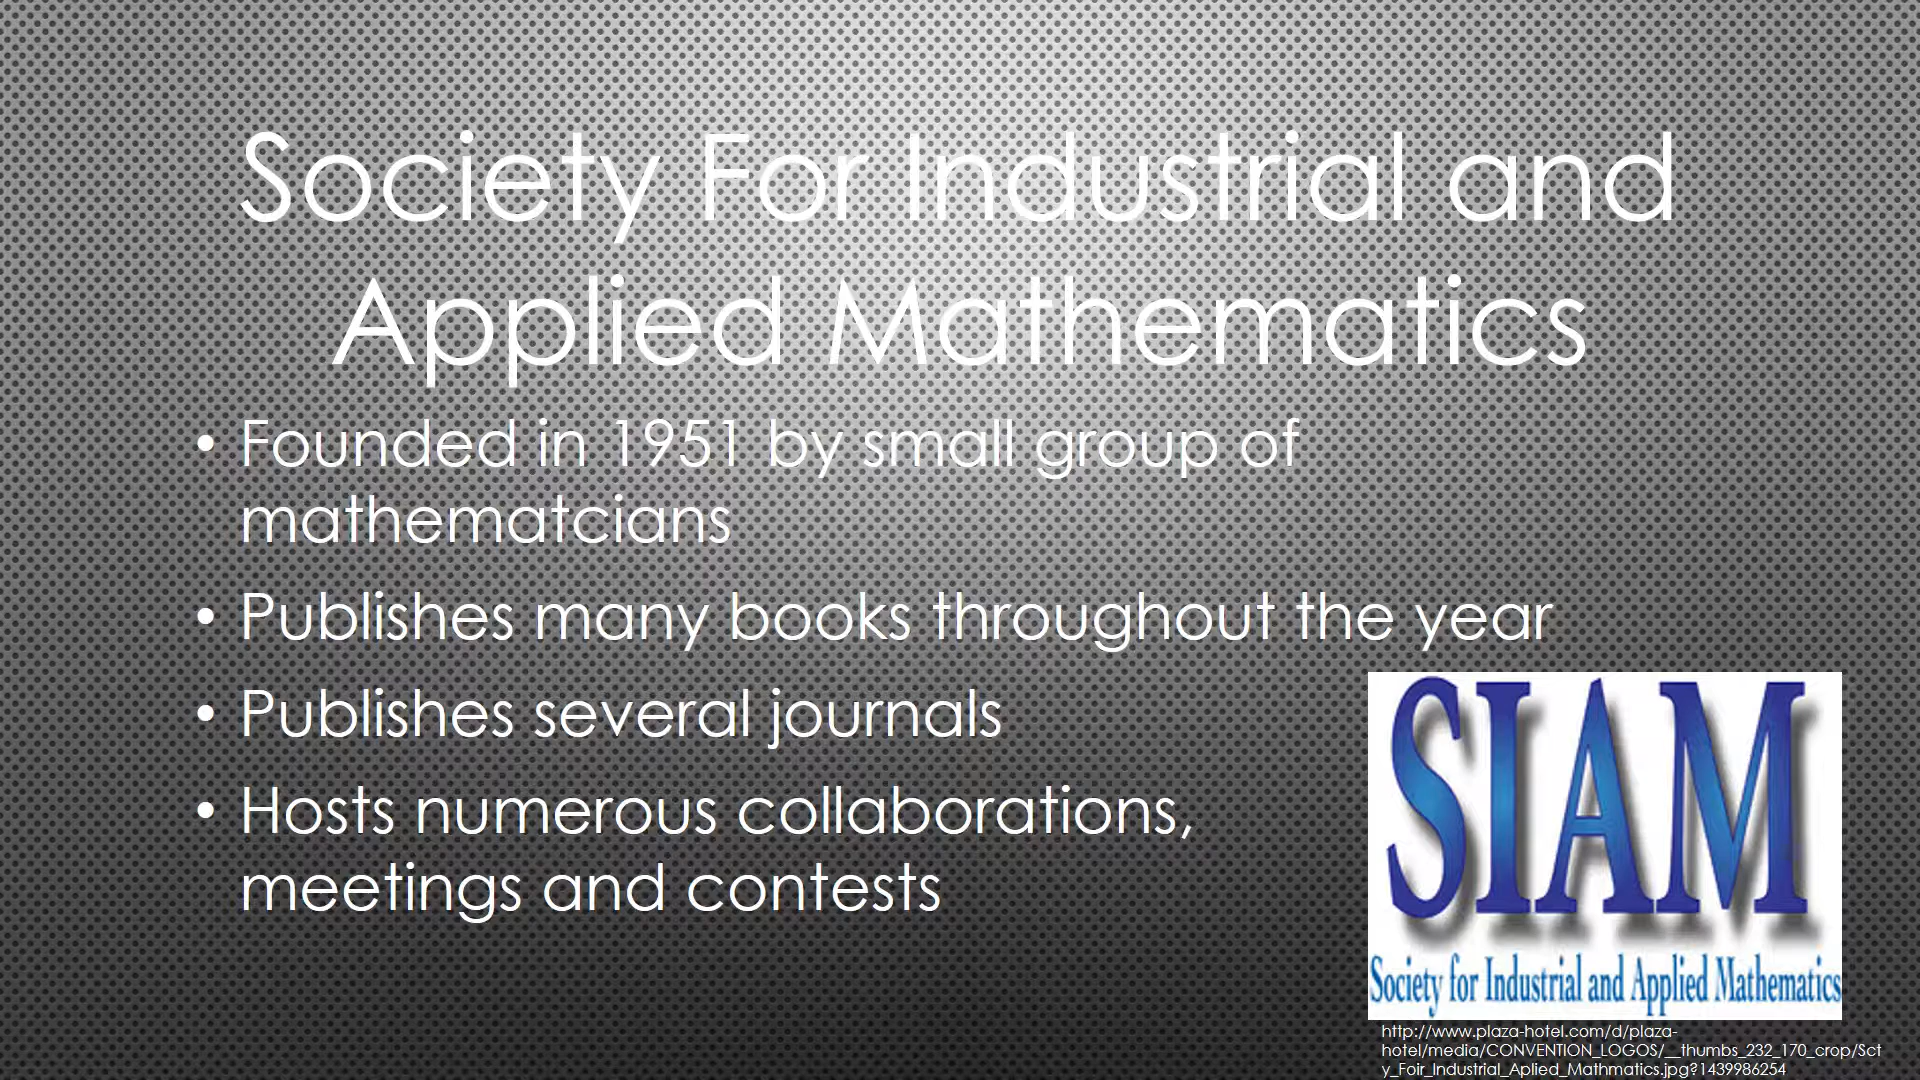 Society For Industrial and
Applied Mathematics
• Founded in 1951 by small group of
mathematcians
• Publishes many books throughout the year
• Publishes several journals
• Hosts numerous collaborations,
meetings and contests
SIAM
Society for Industrial and Applied Mathematics
http://www.plaza-hotel.com/d/plaza-
hotel/media/CONVENTION_LOGOS/__thumbs_232_170_crop/Sct
y_Foir_Industrial_Aplied_Mathmatics.jpg?1439986254